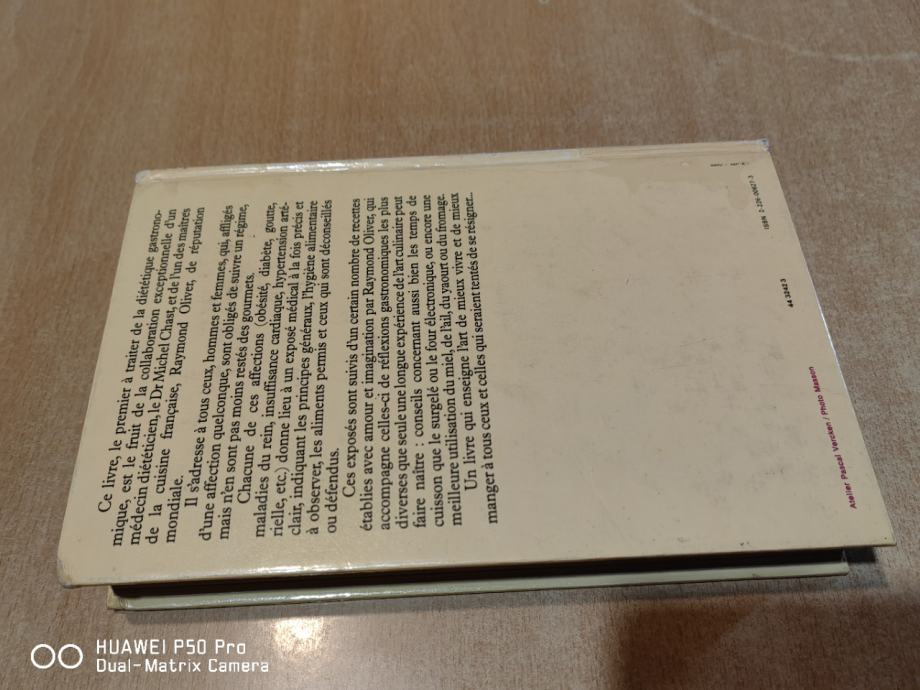 Ce livre, le premier à traiter de la diététique gastrono-
mique, est le fruit de la collaboration exceptionnelle d'un
médecin diététicien, le Dr Michel Chast, et de l'un des maîtres
de la cuisine française, Raymond Oliver, de réputation
mondiale.
Il s'adresse à tous ceux, hommes et femmes, qui, affligés
d'une affection quelconque, sont obligés de suivre un régime,
mais n'en sont pas moins restés des gourmets.
Chacune de ces affections (obésité, diabète, goutte,
maladies du rein, insuffisance cardiaque, hypertension arté-
rielle, etc.) donne lieu à un exposé médical à la fois précis et
clair, indiquant les principes généraux, l'hygiène alimentaire
à observer, les aliments permis et ceux qui sont déconseillés
ou défendus.
Ces exposés sont suivis d'un certain nombre de recettes
établies avec amour et imagination par Raymond Oliver, qui
accompagne celles-ci de réflexions gastronomiques les plus
diverses que seule une longue expérience de l'art culinaire peut
faire naître : conseils concernant aussi bien les temps de
cuisson que le surgelé ou le four électronique, ou encore une
meilleure utilisation du miel, de l'ail, du yaourt ou du fromage.
Un livre qui enseigne l'art de mieux vivre et de mieux
manger à tous ceux et celles qui seraient tentés de se résigner...
ISBN 2-226-00627-3
44 3242 3
Atelier Pascal Vercken / Photo Masson
HUAWEI P50 Pro
Dual-Matrix Camera